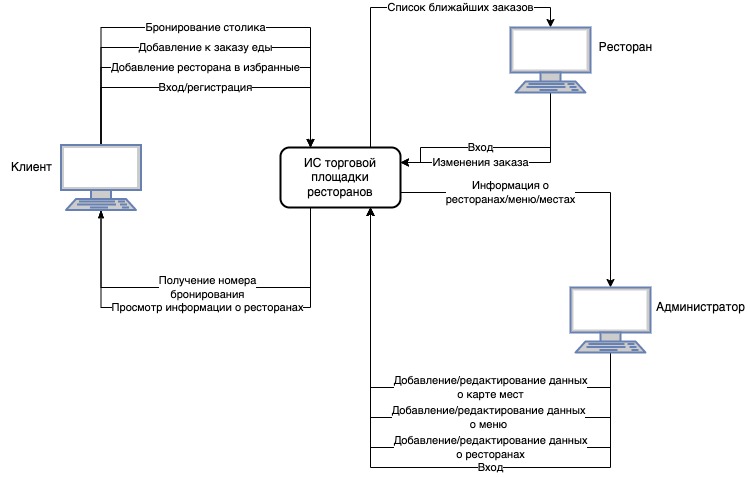 Список ближайших заказов
Бронирование столика
Добавление к заказу еды
Ресторан
Добавление ресторана в избранные
Вход/регистрация
Клиент
ИС торговой
площадки
ресторанов
Вход
Изменения заказа
Информация о
ресторанах/меню/местах
Получение номера
бронирования
Просмотр информации о ресторанах
Администратор
Добавление/редактирование данных
о карте мест
Добавление/редактирование данных
о меню
Добавление/редактирование данных
о ресторанах
Вход